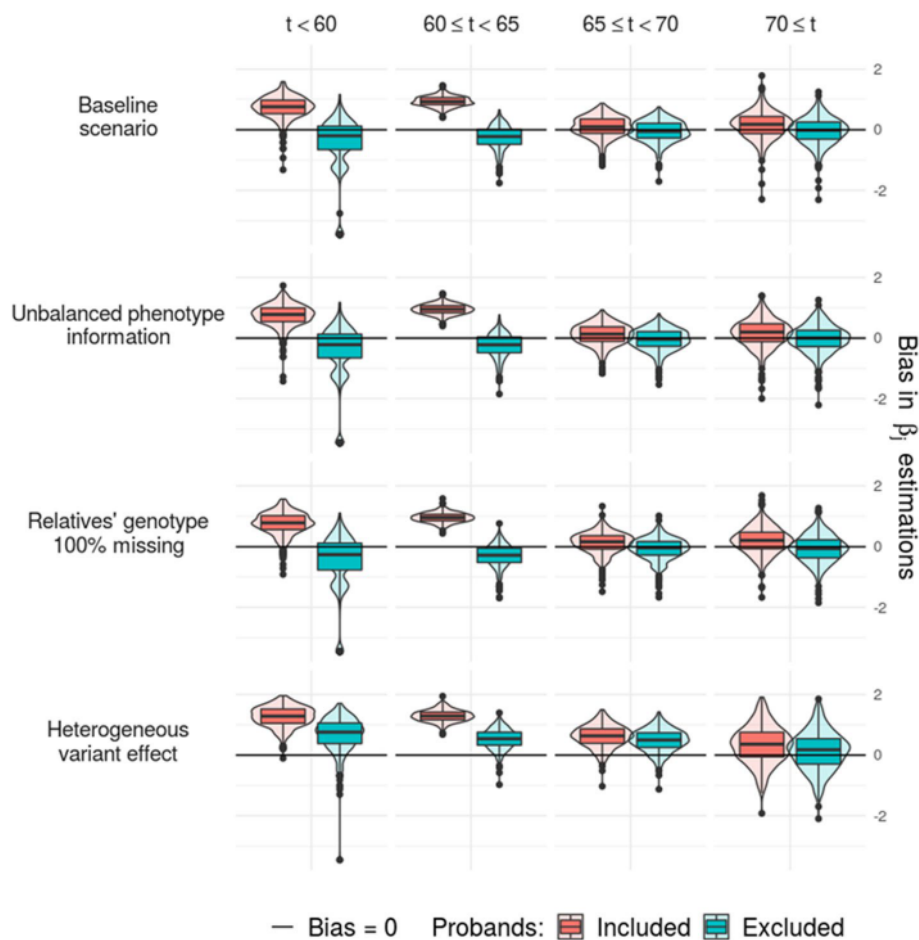 t < 60 60 ≤ t < 65 65 ≤ t < 70 70 ≤ t
Baseline
scenario
2
0
-2
Unbalanced phenotype
information
2
0
-2
Relatives' genotype
100% missing
2
0
-2
Heterogeneous
variant effect
2
0
-2
Bias in βj estimations
Bias = 0 Probands: Included Excluded